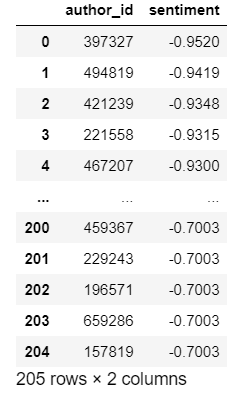 author_id sentiment
0 397327 -0.9520
1 494819 -0.9419
2 421239 -0.9348
3 221558 -0.9315
4 467207 -0.9300
... ... ...
200 459367 -0.7003
201 229243 -0.7003
202 196571 -0.7003
203 659286 -0.7003
204 157819 -0.7003
205 rows × 2 columns